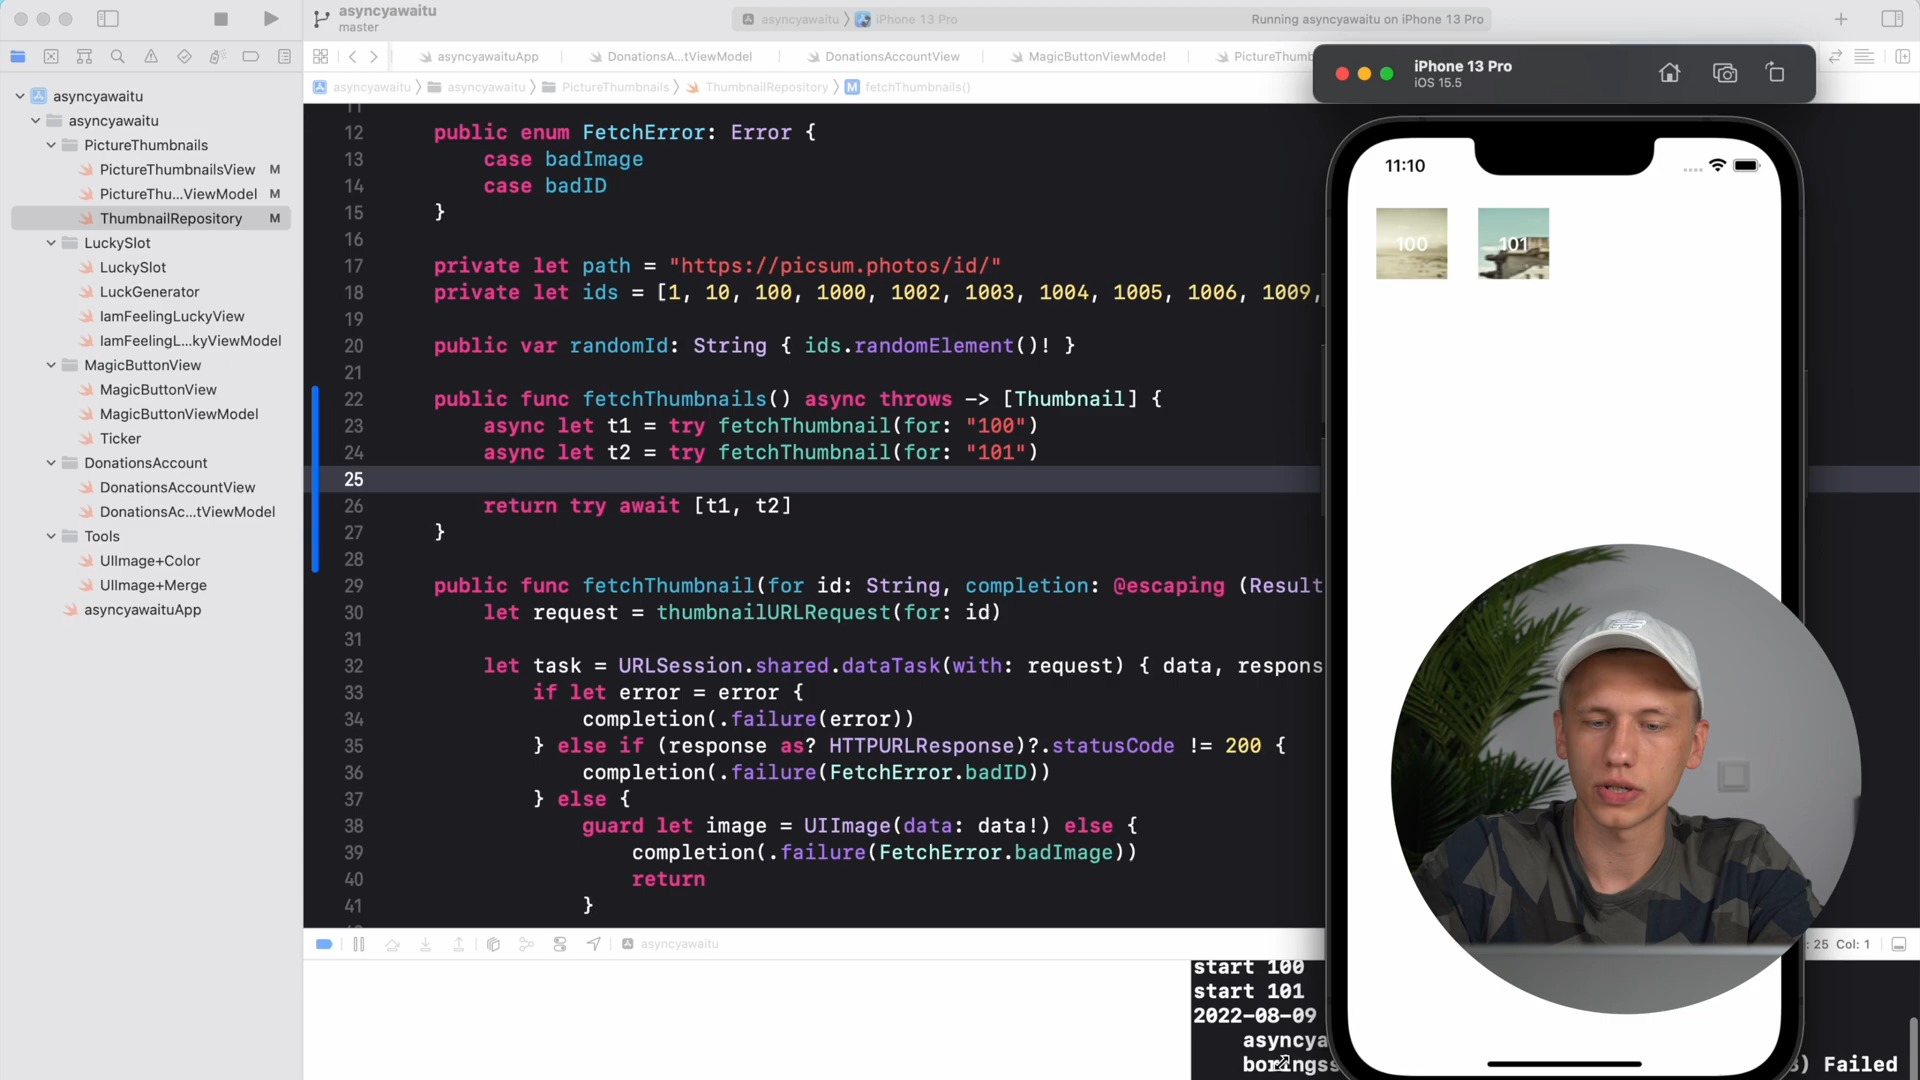 asyncyawaitu
master
asyncyawaitu
iPhone 13 Pro
Running asyncyawaitu on iPhone 13 Pro
asyncyawaituApp
DonationsA...tViewModel
DonationsAccountView
MagicButtonViewModel
PictureThumb
asyncyawaitu
asyncyawaitu
PictureThumbnails
ThumbnailRepository
M
fetchThumbnails()
asyncyawaitu
asyncyawaitu
PictureThumbnails
PictureThumbnailsView M
PictureThu...ViewModel M
ThumbnailRepository M
LuckySlot
LuckySlot
LuckGenerator
IamFeelingLuckyView
IamFeelingL...kyViewModel
MagicButtonView
MagicButtonView
MagicButtonViewModel
Ticker
DonationsAccount
DonationsAccountView
DonationsAc...tViewModel
Tools
UIImage+Color
UIImage+Merge
asyncyawaituApp
12 public enum FetchError: Error {
13 case badImage
14 case badID
15 }
16
17 private let path = "https://picsum.photos/id/"
18 private let ids = [1, 10, 100, 1000, 1002, 1003, 1004, 1005, 1006, 1009,
19
20 public var randomId: String { ids.randomElement()! }
21
22 public func fetchThumbnails() async throws -> [Thumbnail] {
23 async let t1 = try fetchThumbnail(for: "100")
24 async let t2 = try fetchThumbnail(for: "101")
25
26 return try await [t1, t2]
27 }
28
29 public func fetchThumbnail(for id: String, completion: @escaping (Result
30 let request = thumbnailURLRequest(for: id)
31
32 let task = URLSession.shared.dataTask(with: request) { data, respons
33 if let error = error {
34 completion(.failure(error))
35 } else if (response as? HTTPURLResponse)?.statusCode != 200 {
36 completion(.failure(FetchError.badID))
37 } else {
38 guard let image = UIImage(data: data!) else {
39 completion(.failure(FetchError.badImage))
40 return
41 }
asyncyawaitu
: 25 Col: 1
start 100
start 101
2022-08-09
asyncya
) Failed
iPhone 13 Pro
iOS 15.5
11:10
100
101